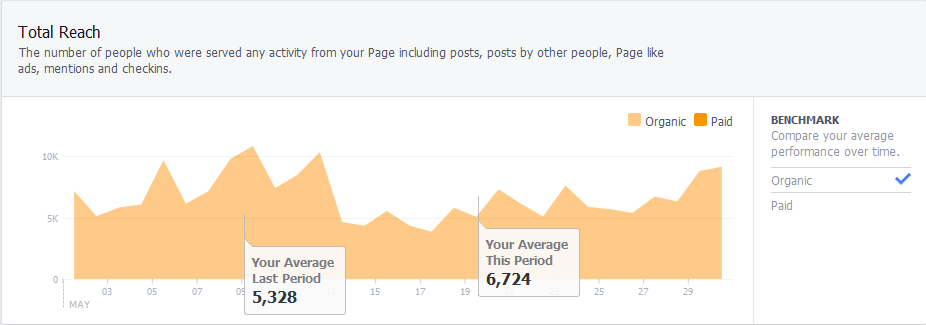 Total Reach
The number of people who were served any activity from your Page including posts, posts by other people, Page like
ads, mentions and checkins.
Organic Paid
BENCHMARK
Compare your average
performance over time.
Organic
Paid
10K
5K
0
Your Average
Last Period
5,328
Your Average
This Period
6,724
03 05 07 09 13 15 17 19 21 23 25 27 29
MAY